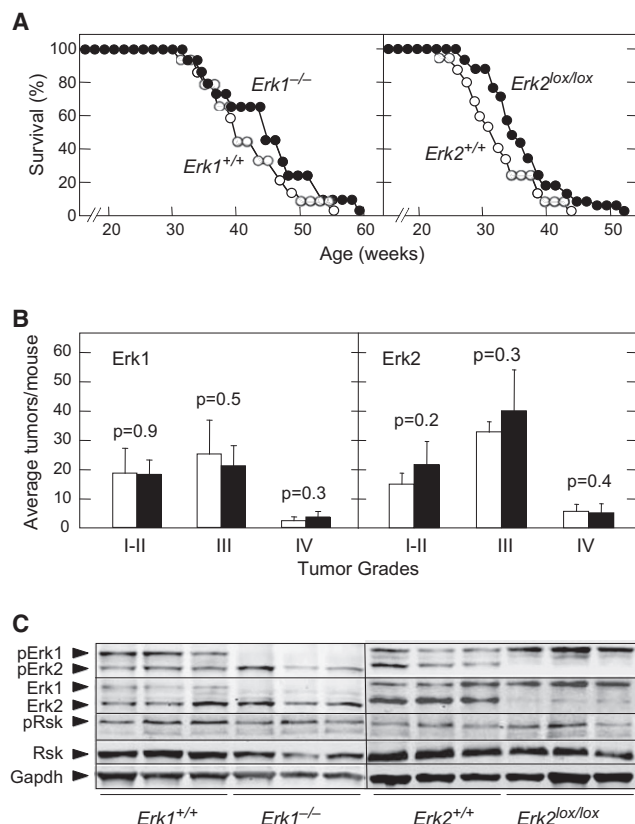 A
Survival (%)
100
80
60
40
20
0
Erk1–/–
Erk1+/+
Erk2lox/lox
Erk2+/+
20 30 40 50 60 20 30 40 50
Age (weeks)
B
Average tumors/mouse
60
50
40
30
20
10
0
Erk1
p=0.9
p=0.5
p=0.3
Erk2
p=0.2
p=0.3
p=0.4
I-II III IV I-II III IV
Tumor Grades
C
pErk1
pErk2
Erk1
Erk2
pRsk
Rsk
Gapdh
Erk1+/+ Erk1–/– Erk2+/+ Erk2lox/lox